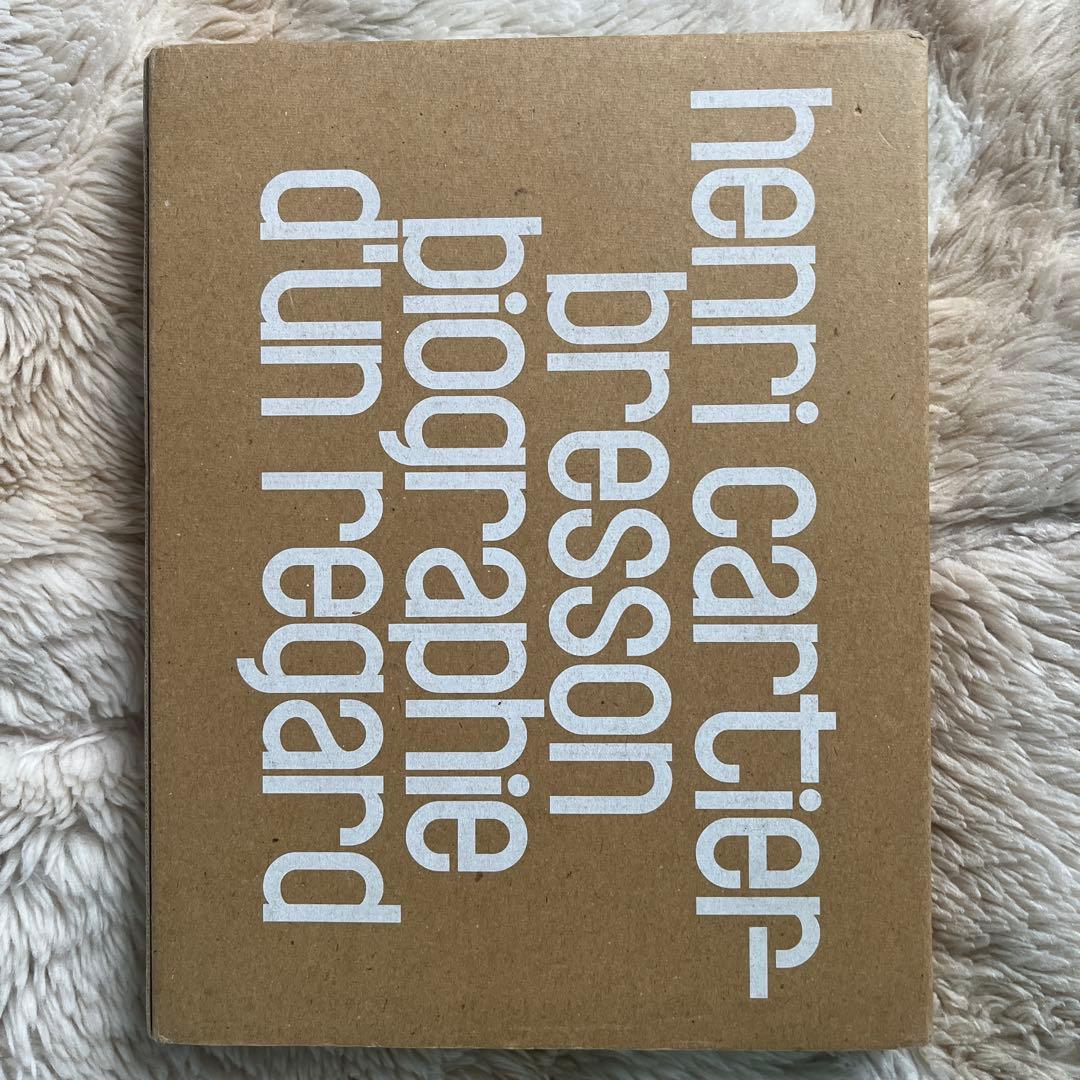 henri cartier-
bresson
biographie
d'un regard